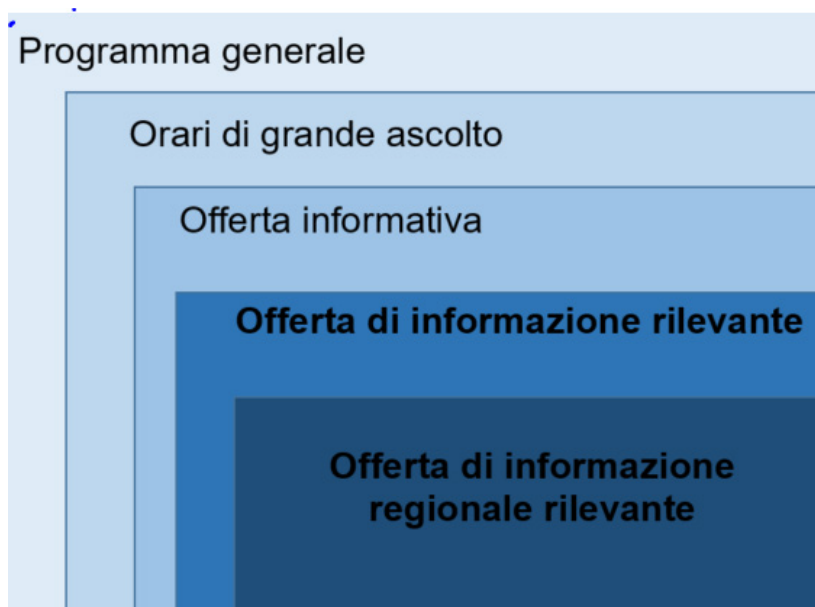 Programma generale
Orari di grande ascolto
Offerta informativa
Offerta di informazione rilevante
Offerta di informazione
regionale rilevante